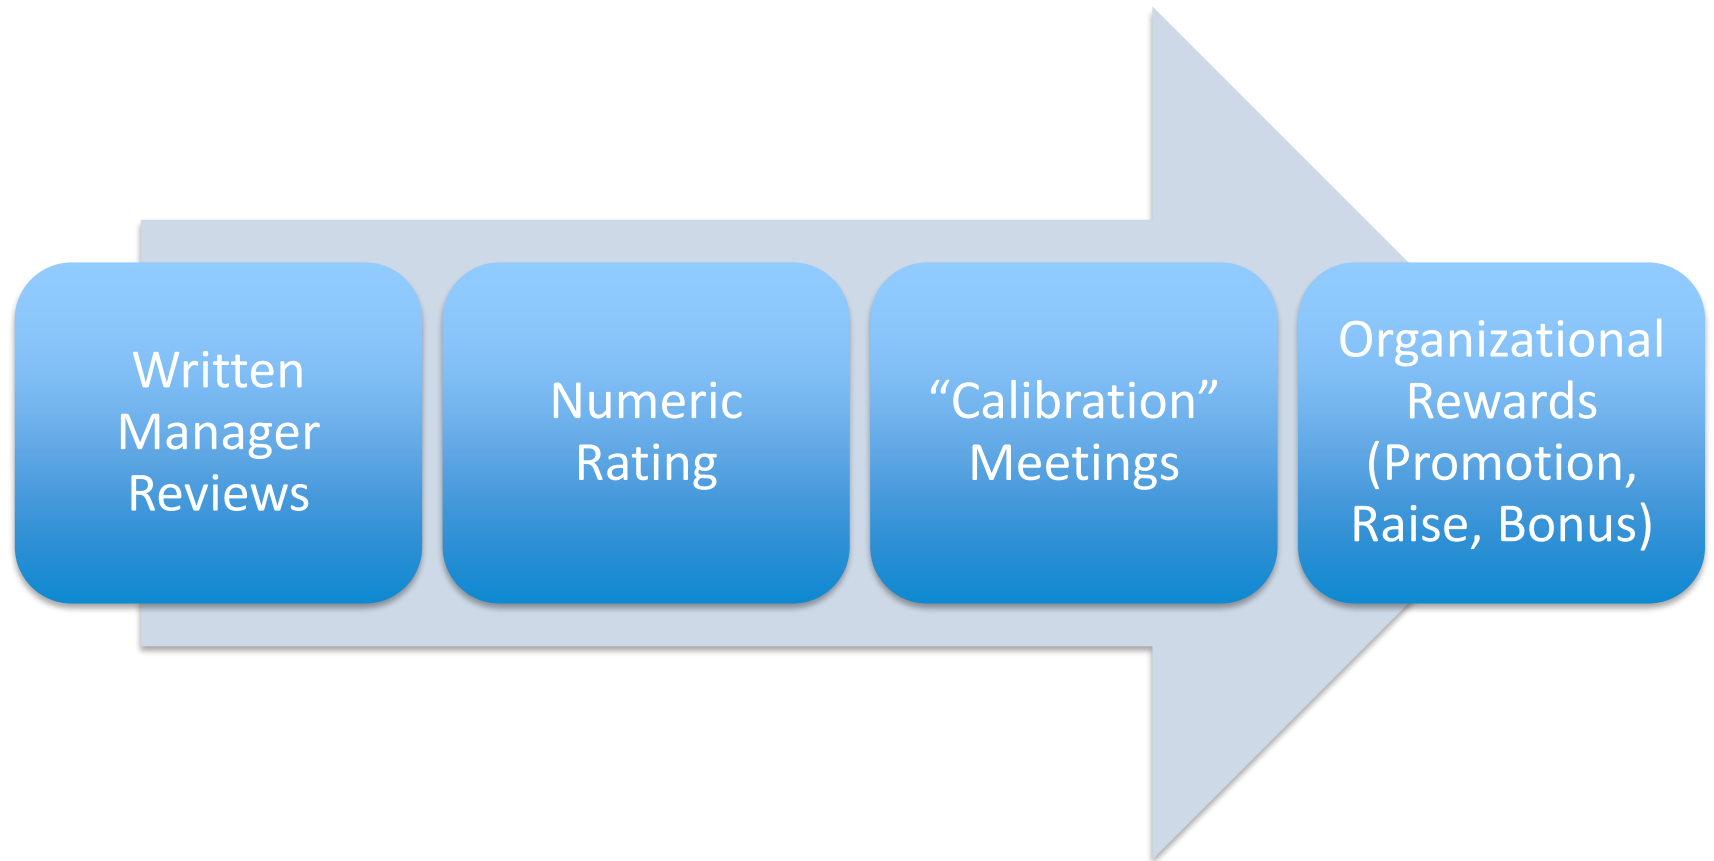 Written
Manager
Reviews
Numeric
Rating
“Calibration”
Meetings
Organizational
Rewards
(Promotion,
Raise, Bonus)